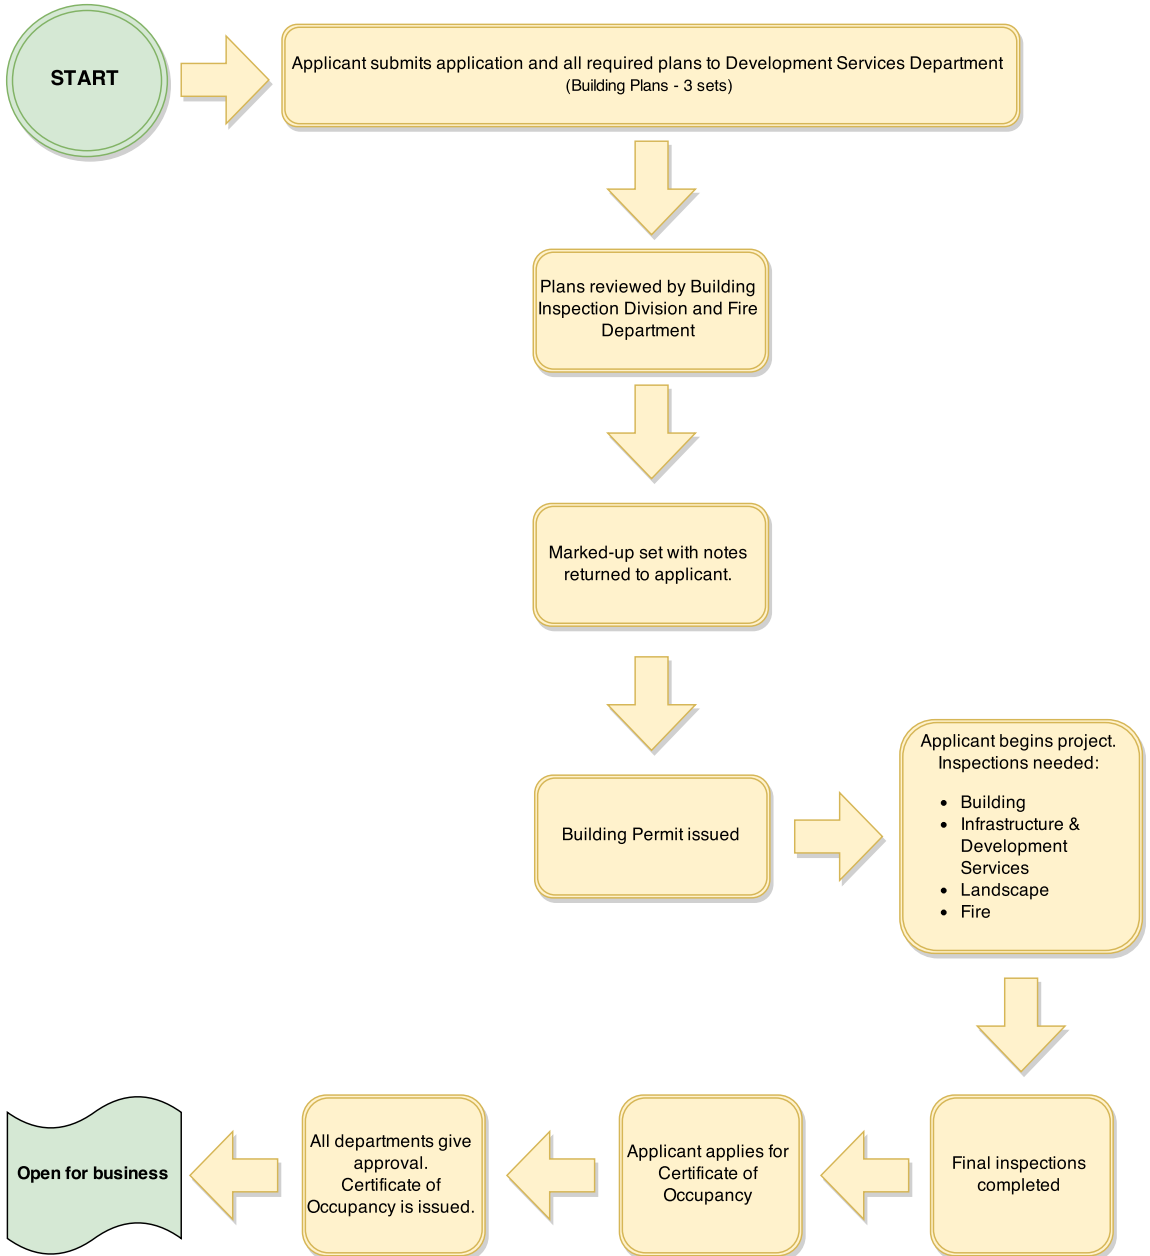 START
Applicant submits application and all required plans to Development Services Department
(Building Plans - 3 sets)
Plans reviewed by Building
Inspection Division and Fire
Department
Marked-up set with notes
returned to applicant.
Building Permit issued
Applicant begins project.
Inspections needed:
• Building
• Infrastructure &
Development
Services
• Landscape
• Fire
Final inspections
completed
Applicant applies for
Certificate of
Occupancy
All departments give
approval.
Certificate of
Occupancy is issued.
Open for business